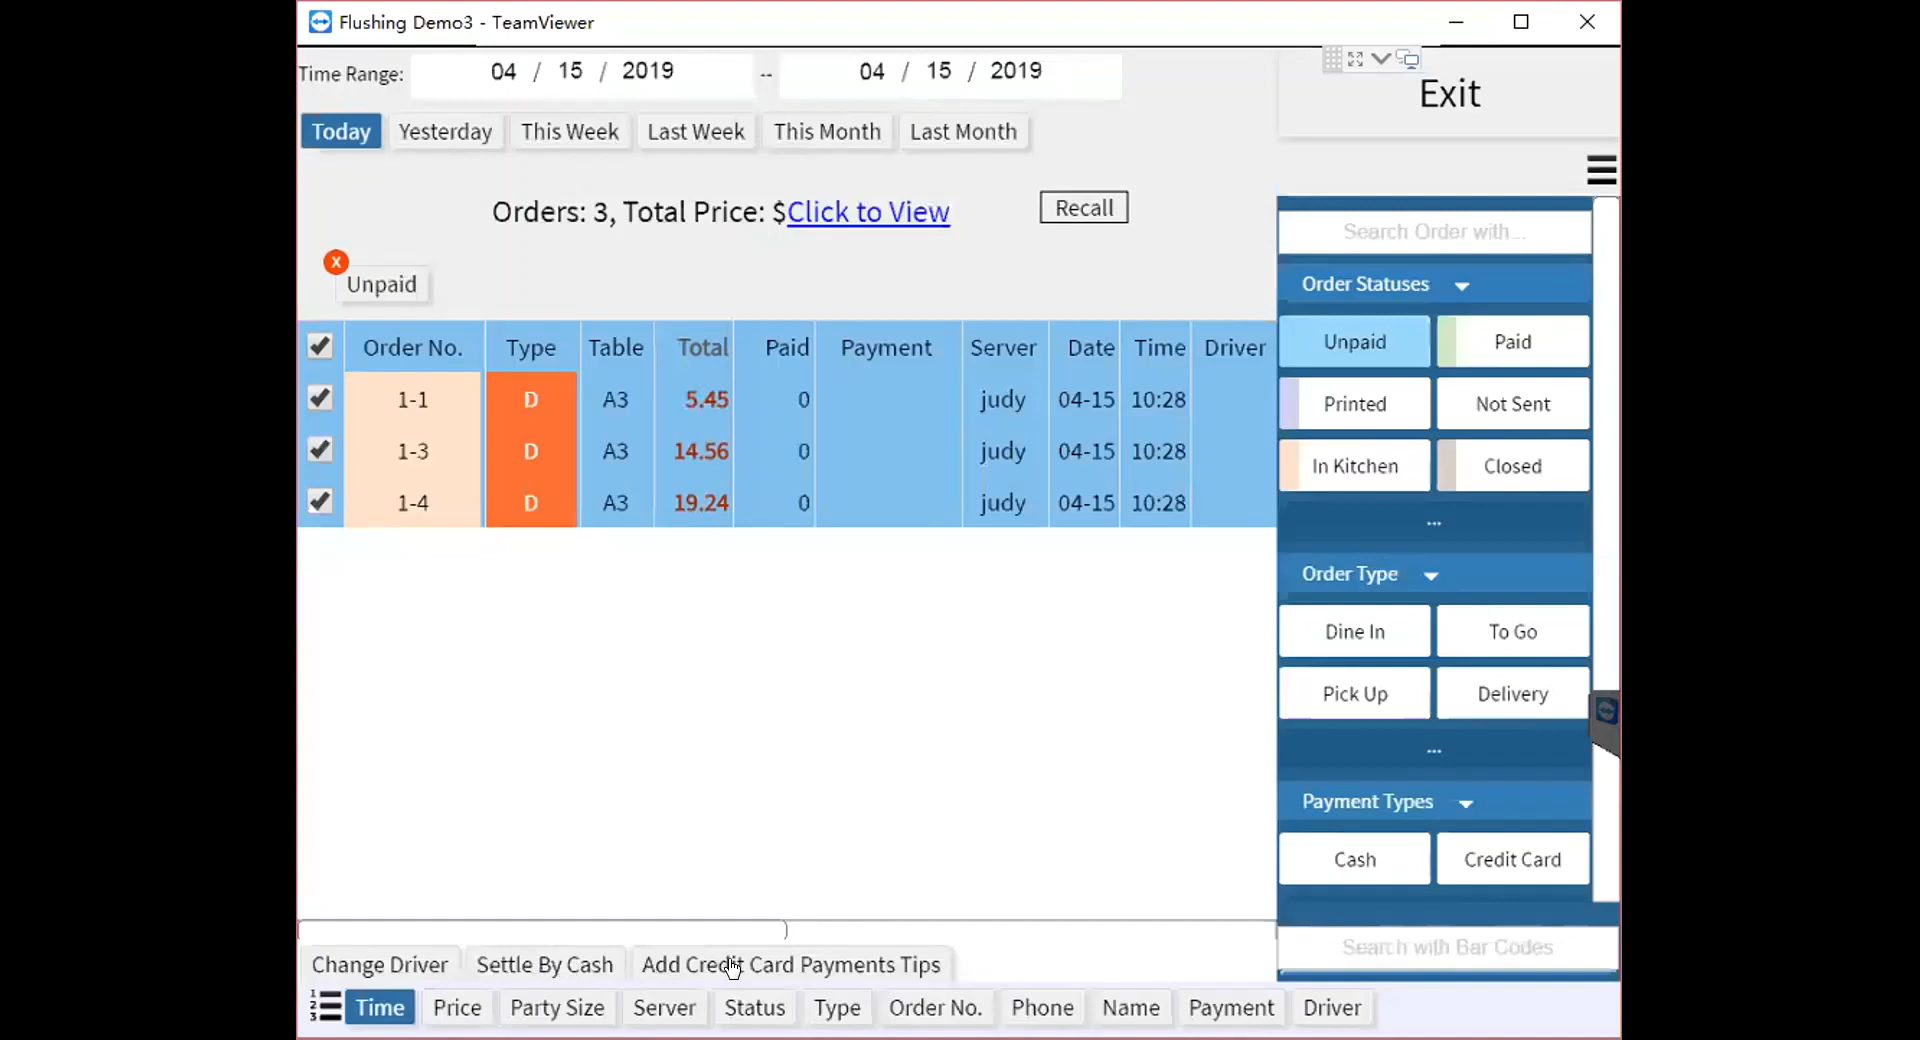 Flushing Demo3 - TeamViewer
Time Range: 04 / 15 / 2019 -- 04 / 15 / 2019
Exit
Today Yesterday This Week Last Week This Month Last Month
Orders: 3, Total Price: $Click to View
Recall
X
Unpaid
Order No. Type Table Total Paid Payment Server Date Time Driver
1-1 D A3 5.45 0 judy 04-15 10:28
1-3 D A3 14.56 0 judy 04-15 10:28
1-4 D A3 19.24 0 judy 04-15 10:28
Search Order with...
Order Statuses
Unpaid Paid
Printed Not Sent
In Kitchen Closed
...
Order Type
Dine In To Go
Pick Up Delivery
...
Payment Types
Cash Credit Card
Search with Bar Codes
Change Driver Settle By Cash Add Credit Card Payments Tips
1
2
3
Time Price Party Size Server Status Type Order No. Phone Name Payment Driver